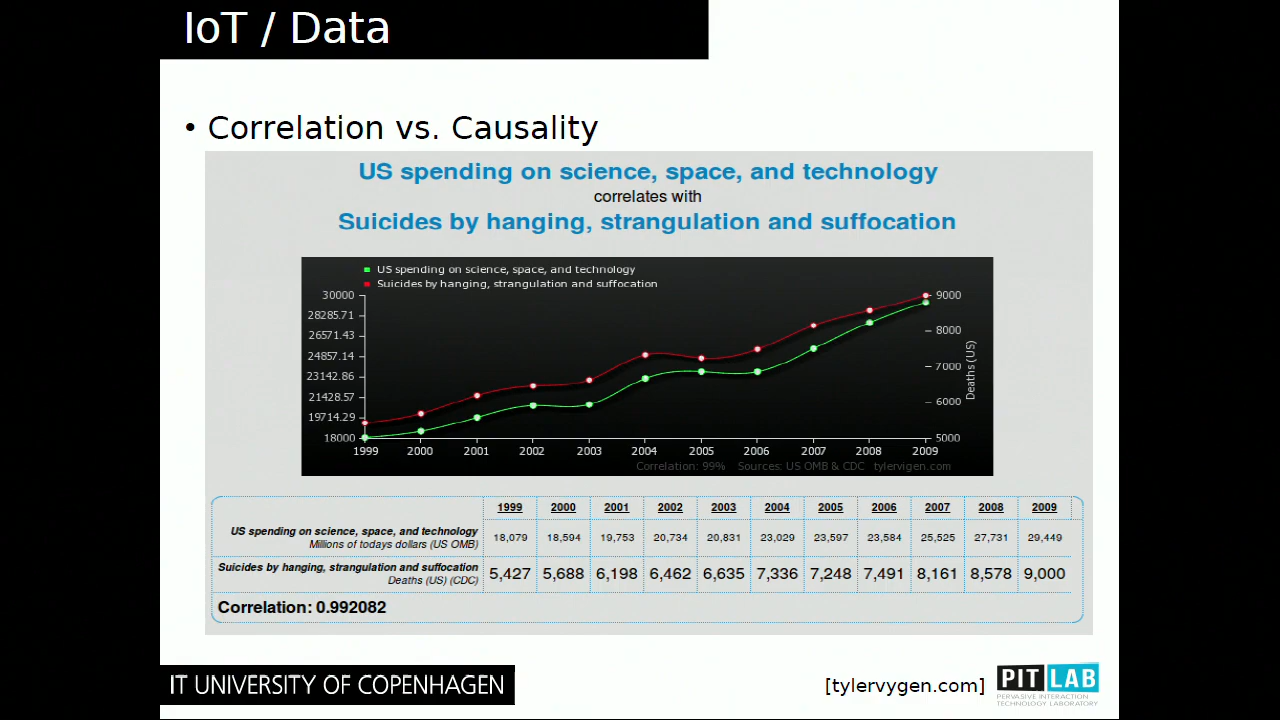 IoT / Data
• Correlation vs. Causality
US spending on science, space, and technology
correlates with
Suicides by hanging, strangulation and suffocation
US spending on science, space, and technology
Suicides by hanging, strangulation and suffocation
30000
28285.71
26571.43
24857.14
23142.86
21428.57
19714.29
18000
9000
8000
7000
6000
5000
Deaths (US)
1999 2000 2001 2002 2003 2004 2005 2006 2007 2008 2009
Correlation: 99% Sources: US OMB & CDC tylervigen.com
1999 2000 2001 2002 2003 2004 2005 2006 2007 2008 2009
US spending on science, space, and technology
Millions of todays dollars (US OMB)
18,079 18,594 19,753 20,734 20,831 23,029 23,597 23,584 25,525 27,731 29,449
Suicides by hanging, strangulation and suffocation
Deaths (US) (CDC)
5,427 5,688 6,198 6,462 6,635 7,336 7,248 7,491 8,161 8,578 9,000
Correlation: 0.992082
IT UNIVERSITY OF COPENHAGEN
[tylervygen.com]
PIT LAB
PERVASIVE INTERACTION
TECHNOLOGY LABORATORY